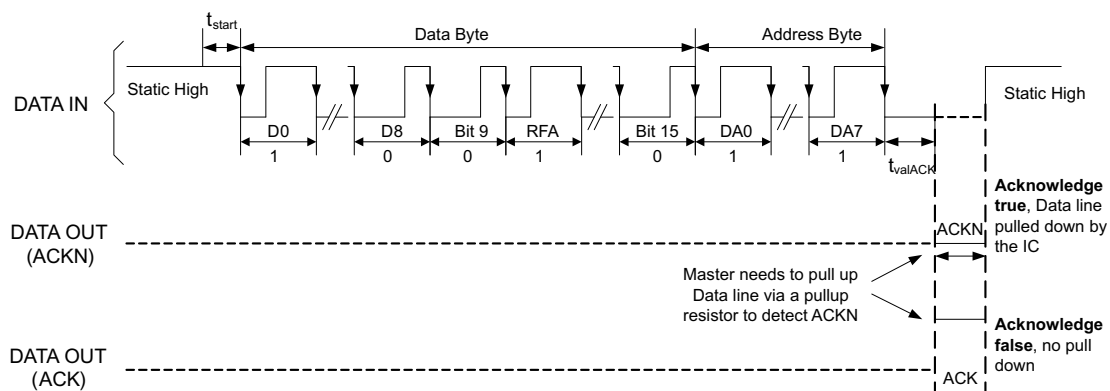 t_start
Data Byte
Address Byte
DATA IN
Static High
Static High
D0
D8
Bit 9
RFA
Bit 15
DA0
DA7
1
0
0
1
0
1
1
t_valACK
Acknowledge
true, Data line
pulled down by
the IC
DATA OUT
(ACKN)
ACKN
Master needs to pull up
Data line via a pullup
resistor to detect ACKN
Acknowledge
false, no pull
down
DATA OUT
(ACK)
ACK